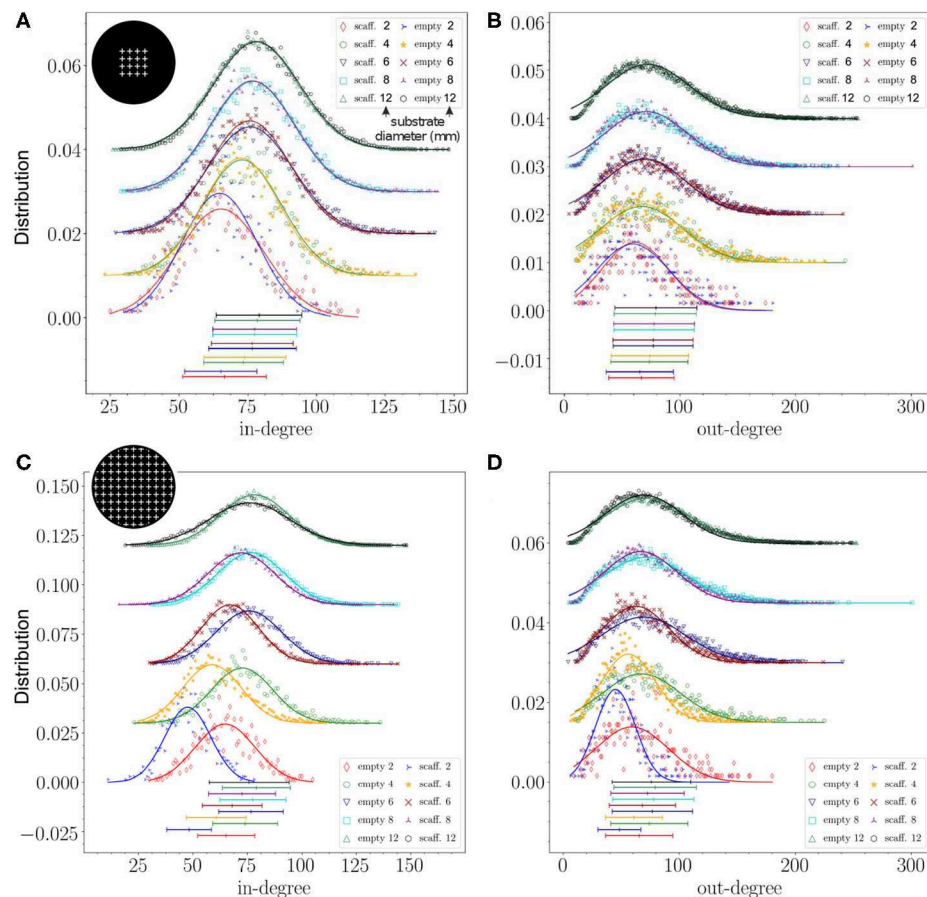 A
scaff. 2 empty 2
scaff. 4 empty 4
scaff. 6 empty 6
scaff. 8 empty 8
scaff. 12 empty 12
substrate
diameter (mm)
Distribution
0.06
0.04
0.02
0.00
25 50 75 100 125 150
in-degree
B
scaff. 2 empty 2
scaff. 4 empty 4
scaff. 6 empty 6
scaff. 8 empty 8
scaff. 12 empty 12
0.05
0.04
0.03
0.02
0.01
0.00
−0.01
0 100 200 300
out-degree
C
Distribution
0.150
0.125
0.100
0.075
0.050
0.025
0.000
−0.025
empty 2 scaff. 2
empty 4 scaff. 4
empty 6 scaff. 6
empty 8 scaff. 8
empty 12 scaff. 12
25 50 75 100 125 150
in-degree
D
0.06
0.04
0.02
0.00
empty 2 scaff. 2
empty 4 scaff. 4
empty 6 scaff. 6
empty 8 scaff. 8
empty 12 scaff. 12
0 100 200 300
out-degree